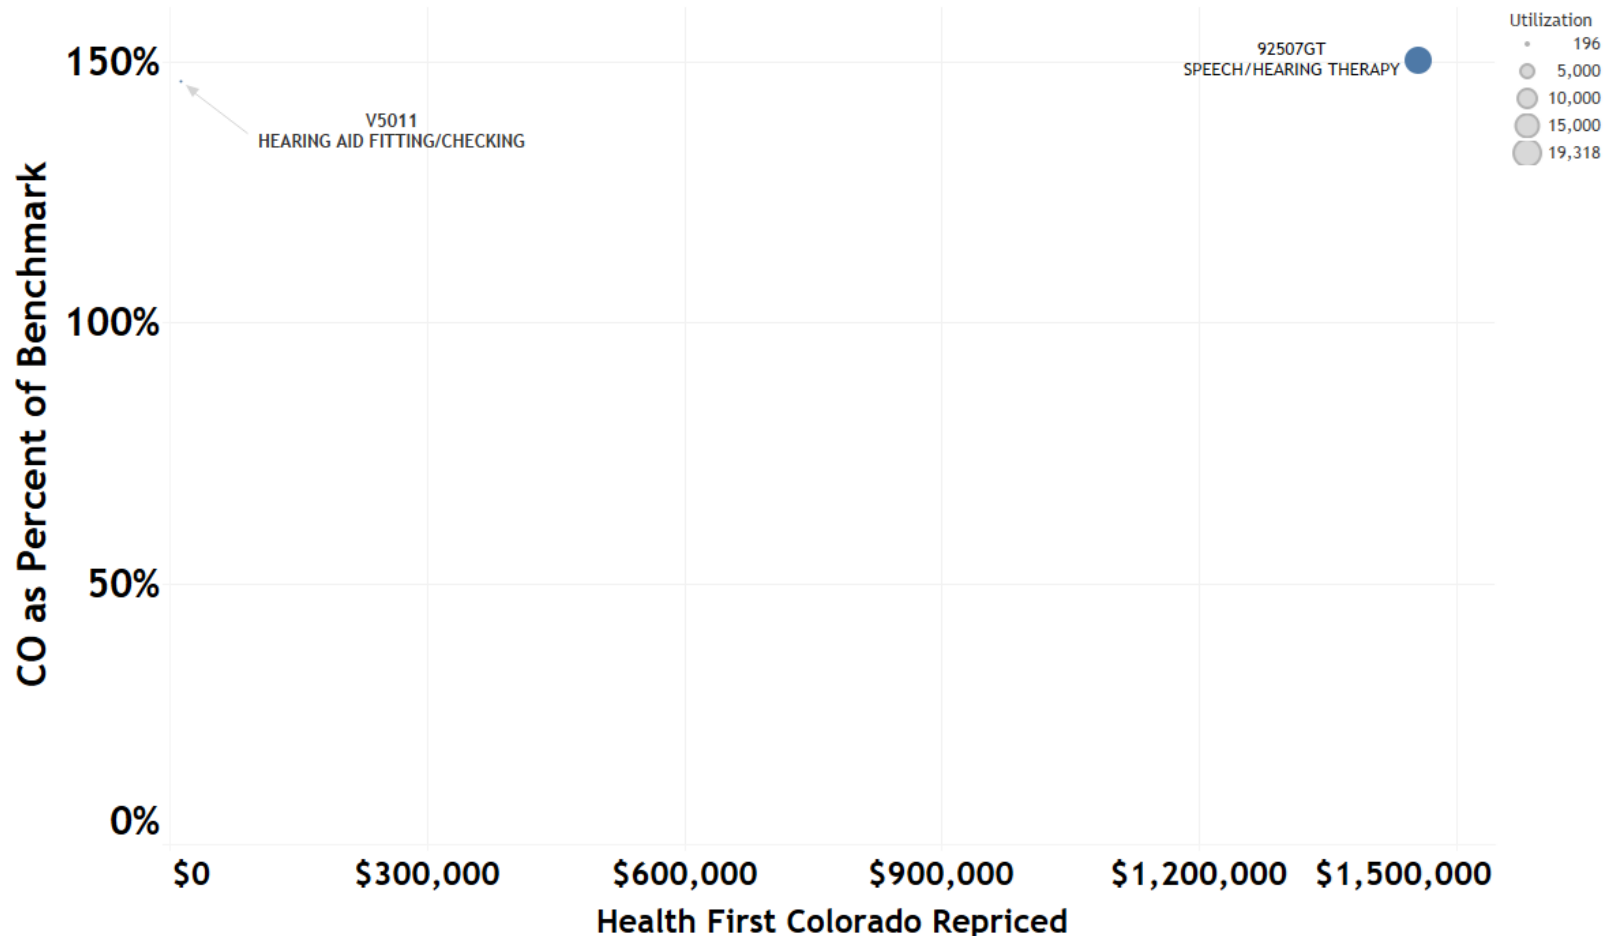 Utilization
196
5,000
10,000
15,000
19,318
150%
92507GT
SPEECH/HEARING THERAPY
V5011
HEARING AID FITTING/CHECKING
100%
50%
0%
CO as Percent of Benchmark
$0 $300,000 $600,000 $900,000 $1,200,000 $1,500,000
Health First Colorado Repriced